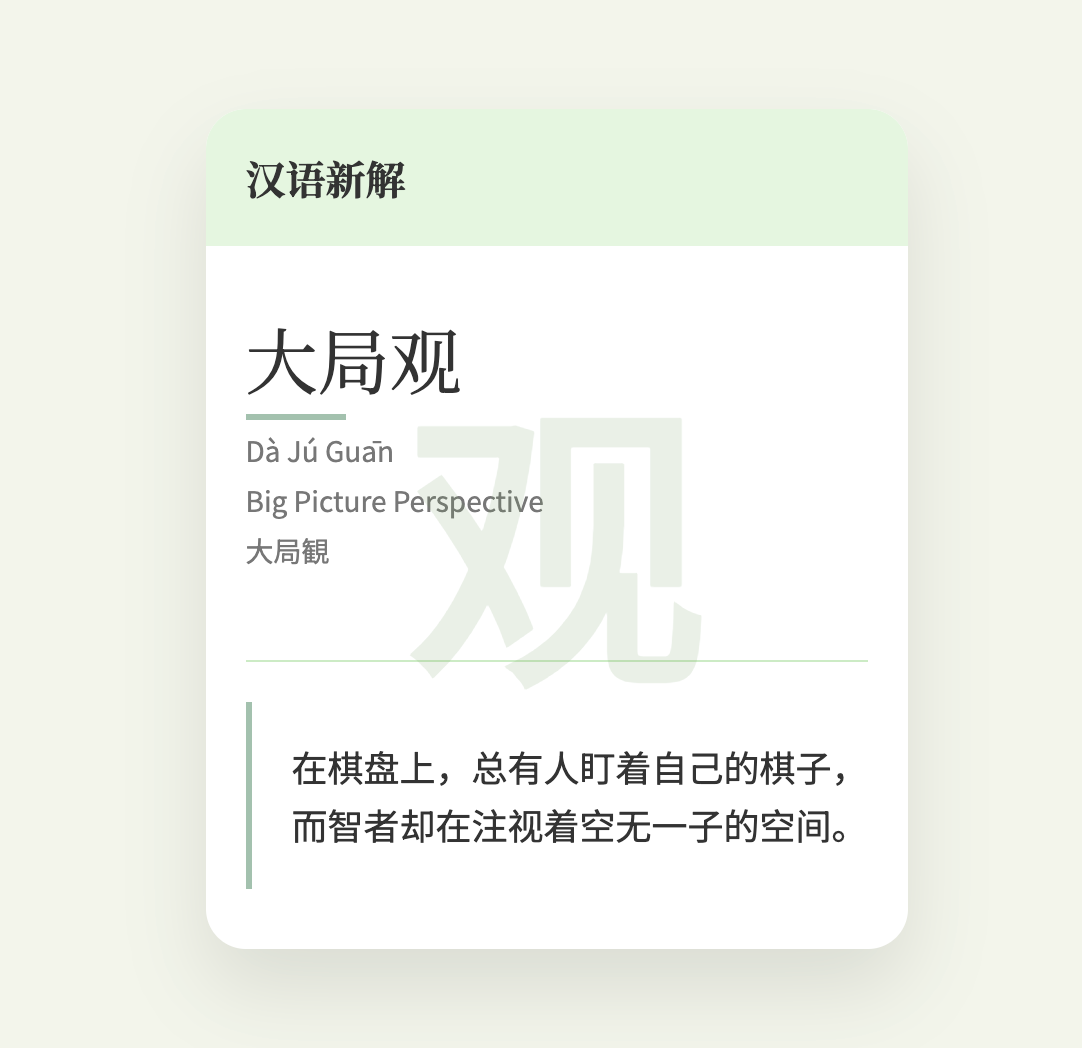 汉语新解
大局观
Dà Jú Guān
Big Picture Perspective
大局観
观
在棋盘上，总有人盯着自己的棋子，
而智者却在注视着空无一子的空间。